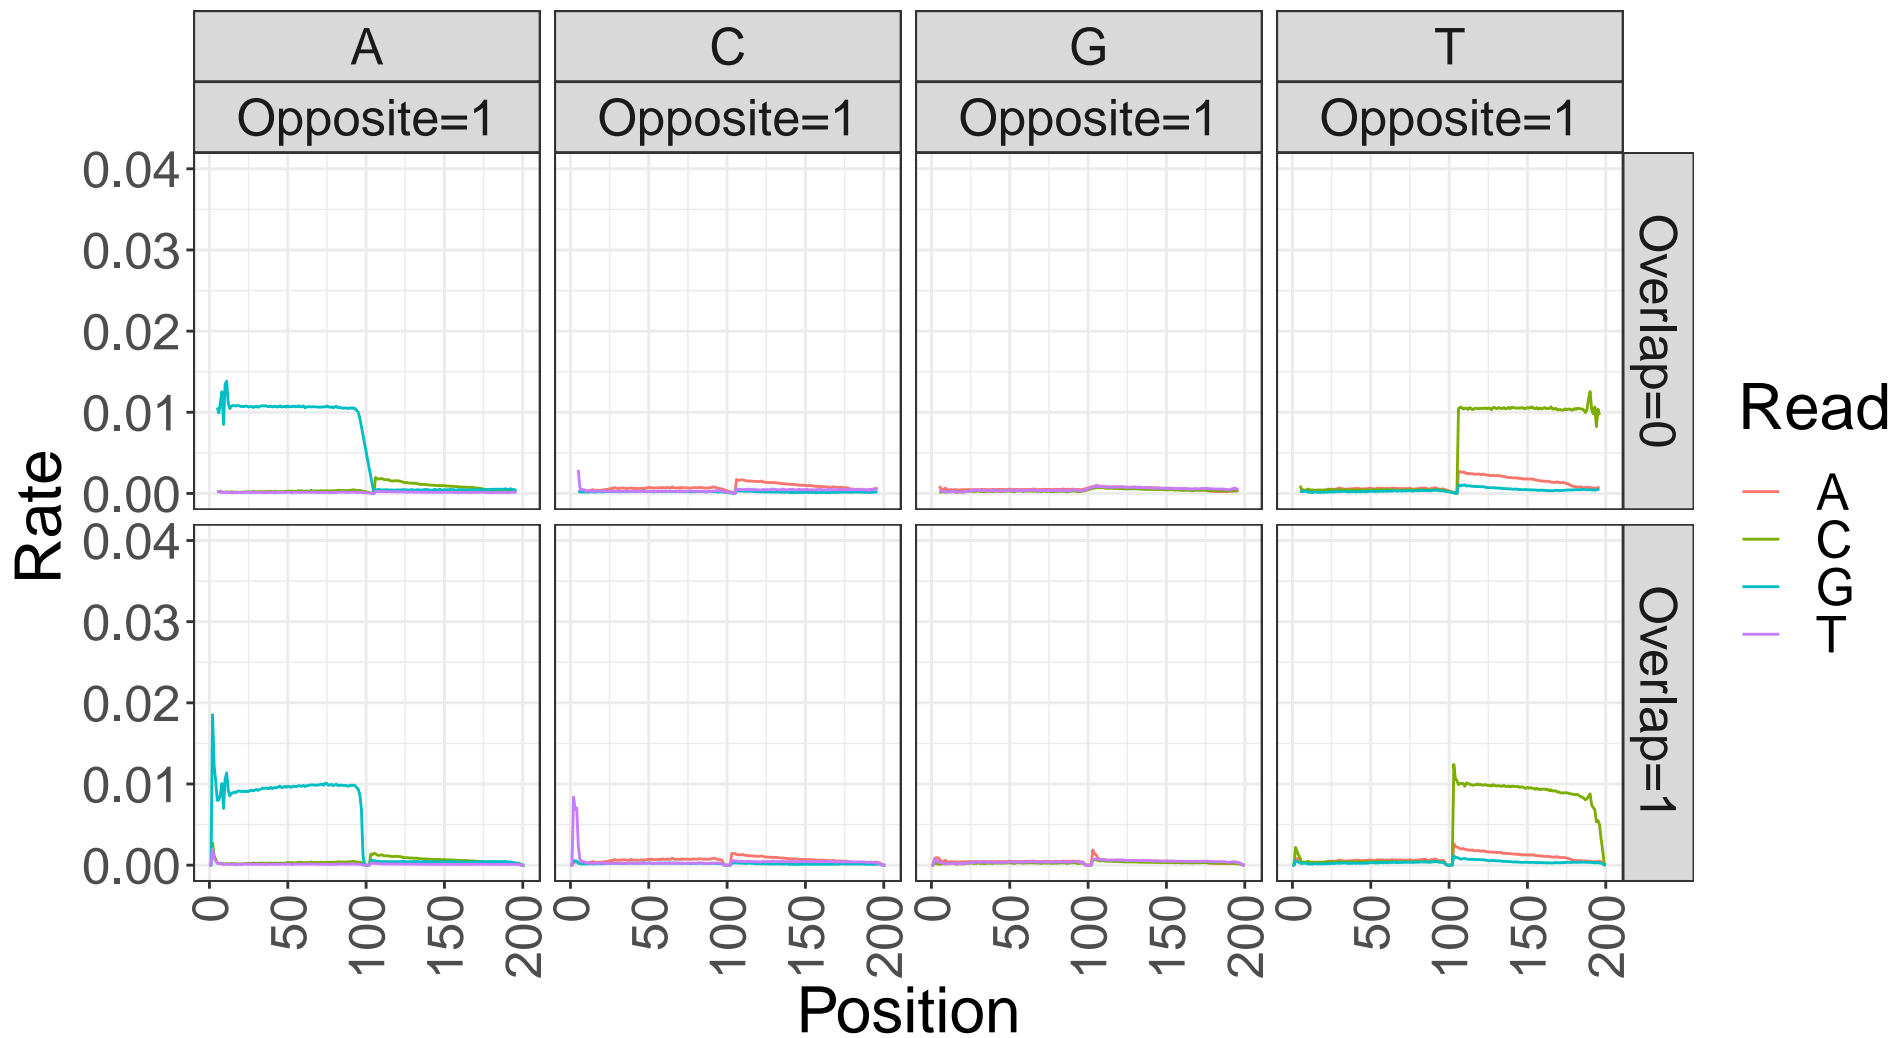 A C G T
Opposite=1 Opposite=1 Opposite=1 Opposite=1
0.04
0.03
0.02
0.01
0.00
Overlap=0
0.04
0.03
0.02
0.01
0.00
Overlap=1
Rate
0 50 100 150 200 0 50 100 150 200 0 50 100 150 200 0 50 100 150 200
Position
Read
A
C
G
T